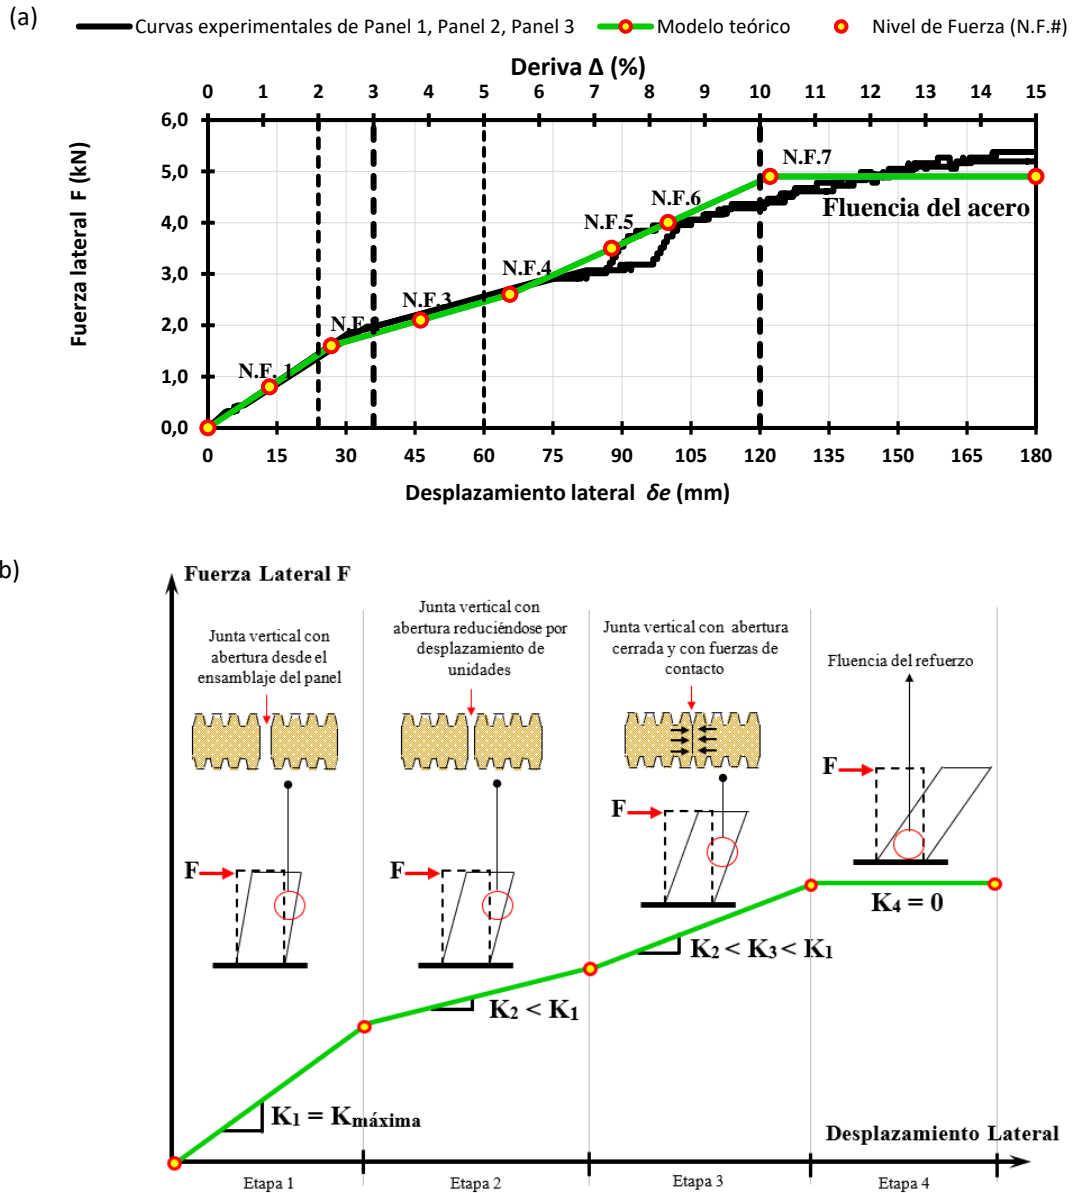 (a)
Curvas experimentales de Panel 1, Panel 2, Panel 3 Modelo teórico Nivel de Fuerza (N.F.#)
Deriva Δ (%)
0 1 2 3 4 5 6 7 8 9 10 11 12 13 14 15
6,0
5,0
4,0
3,0
2,0
1,0
0,0
Fuerza lateral F (kN)
N.F.7
N.F.6
N.F.5
N.F.4
N.F.3
N.F.
N.F. 1
Fluencia del acero
0 15 30 45 60 75 90 105 120 135 150 165 180
Desplazamiento lateral δe (mm)
b)
Fuerza Lateral F
Junta vertical con
abertura desde el
ensamblaje del panel
Junta vertical con
abertura reduciéndose por
desplazamiento de
unidades
Junta vertical con abertura
cerrada y con fuerzas de
contacto
Fluencia del refuerzo
F
F
F
F
K1 = Kmáxima
K2 < K1
K2 < K3 < K1
K4 = 0
Desplazamiento Lateral
Etapa 1 Etapa 2 Etapa 3 Etapa 4